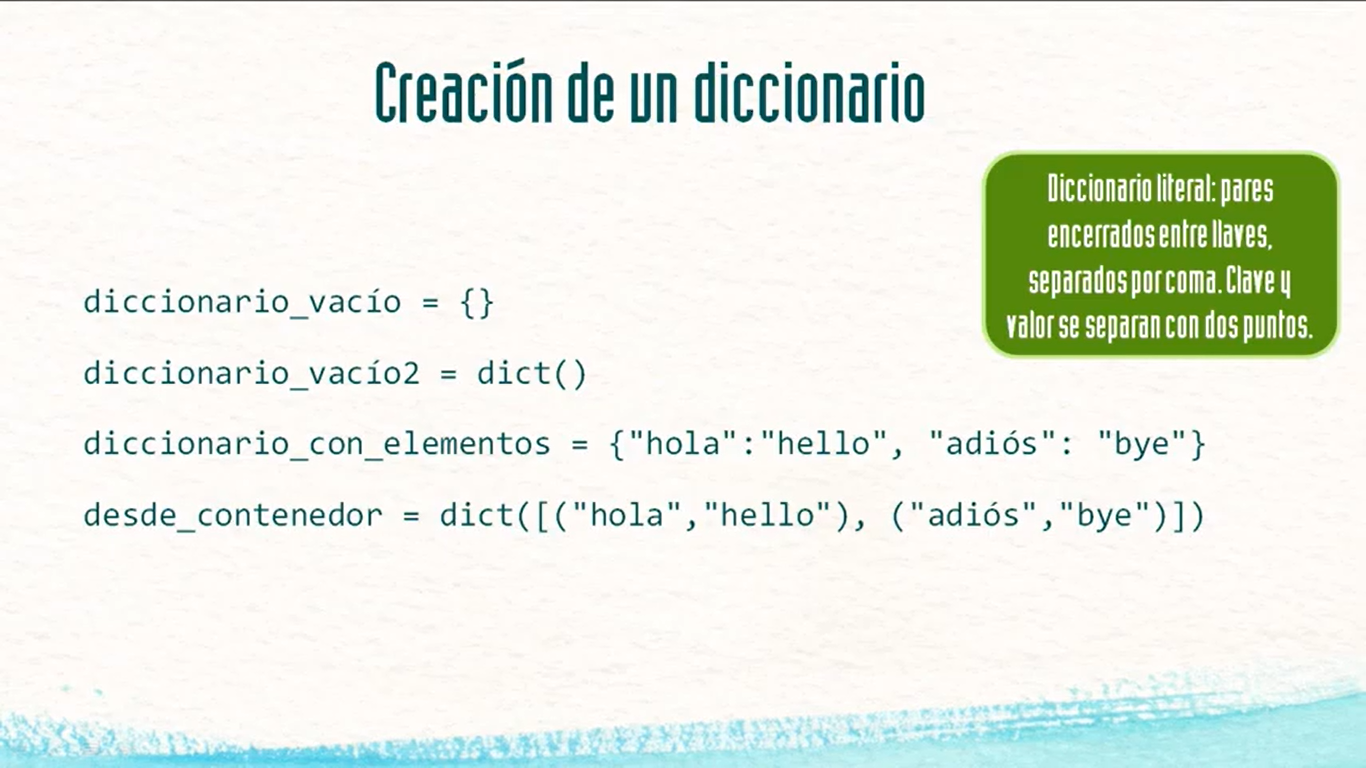 Creación de un diccionario
Diccionario literal: pares
encerrados entre llaves,
separados por coma. Clave y
valor se separan con dos puntos.
diccionario_vacío = {}
diccionario_vacío2 = dict()
diccionario_con_elementos = {"hola":"hello", "adiós": "bye"}
desde_contenedor = dict([("hola","hello"), ("adiós","bye")])